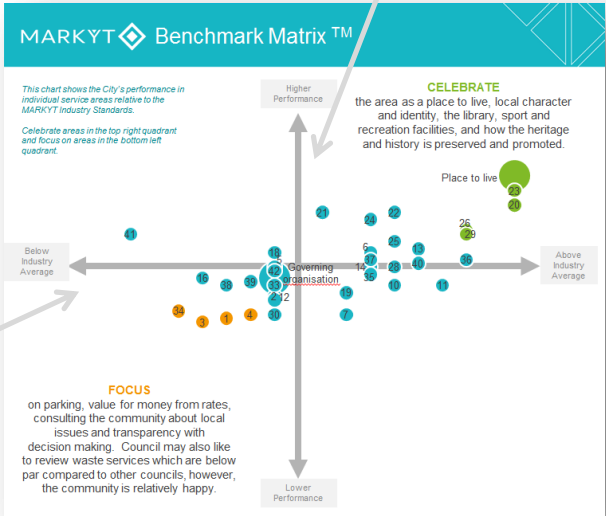 MARKYT Benchmark Matrix ™
This chart shows the City's performance in
individual service areas relative to the
MARKYT Industry Standards.
Celebrate areas in the top right quadrant
and focus on areas in the bottom left
quadrant.
Higher
Performance
CELEBRATE
the area as a place to live, local character
and identity, the library, sport and
recreation facilities, and how the heritage
and history is preserved and promoted.
Place to live
23
20
21
24
22
26
29
41
18
6
25
13
Below
Industry
Average
42
Governing
organisation
14
37
28
40
36
Above
Industry
Average
16
38
39
33
35
10
11
2
12
19
34
3
1
4
30
7
FOCUS
on parking, value for money from rates,
consulting the community about local
issues and transparency with
decision making. Council may also like
to review waste services which are below
par compared to other councils, however,
the community is relatively happy.
Lower
Performance